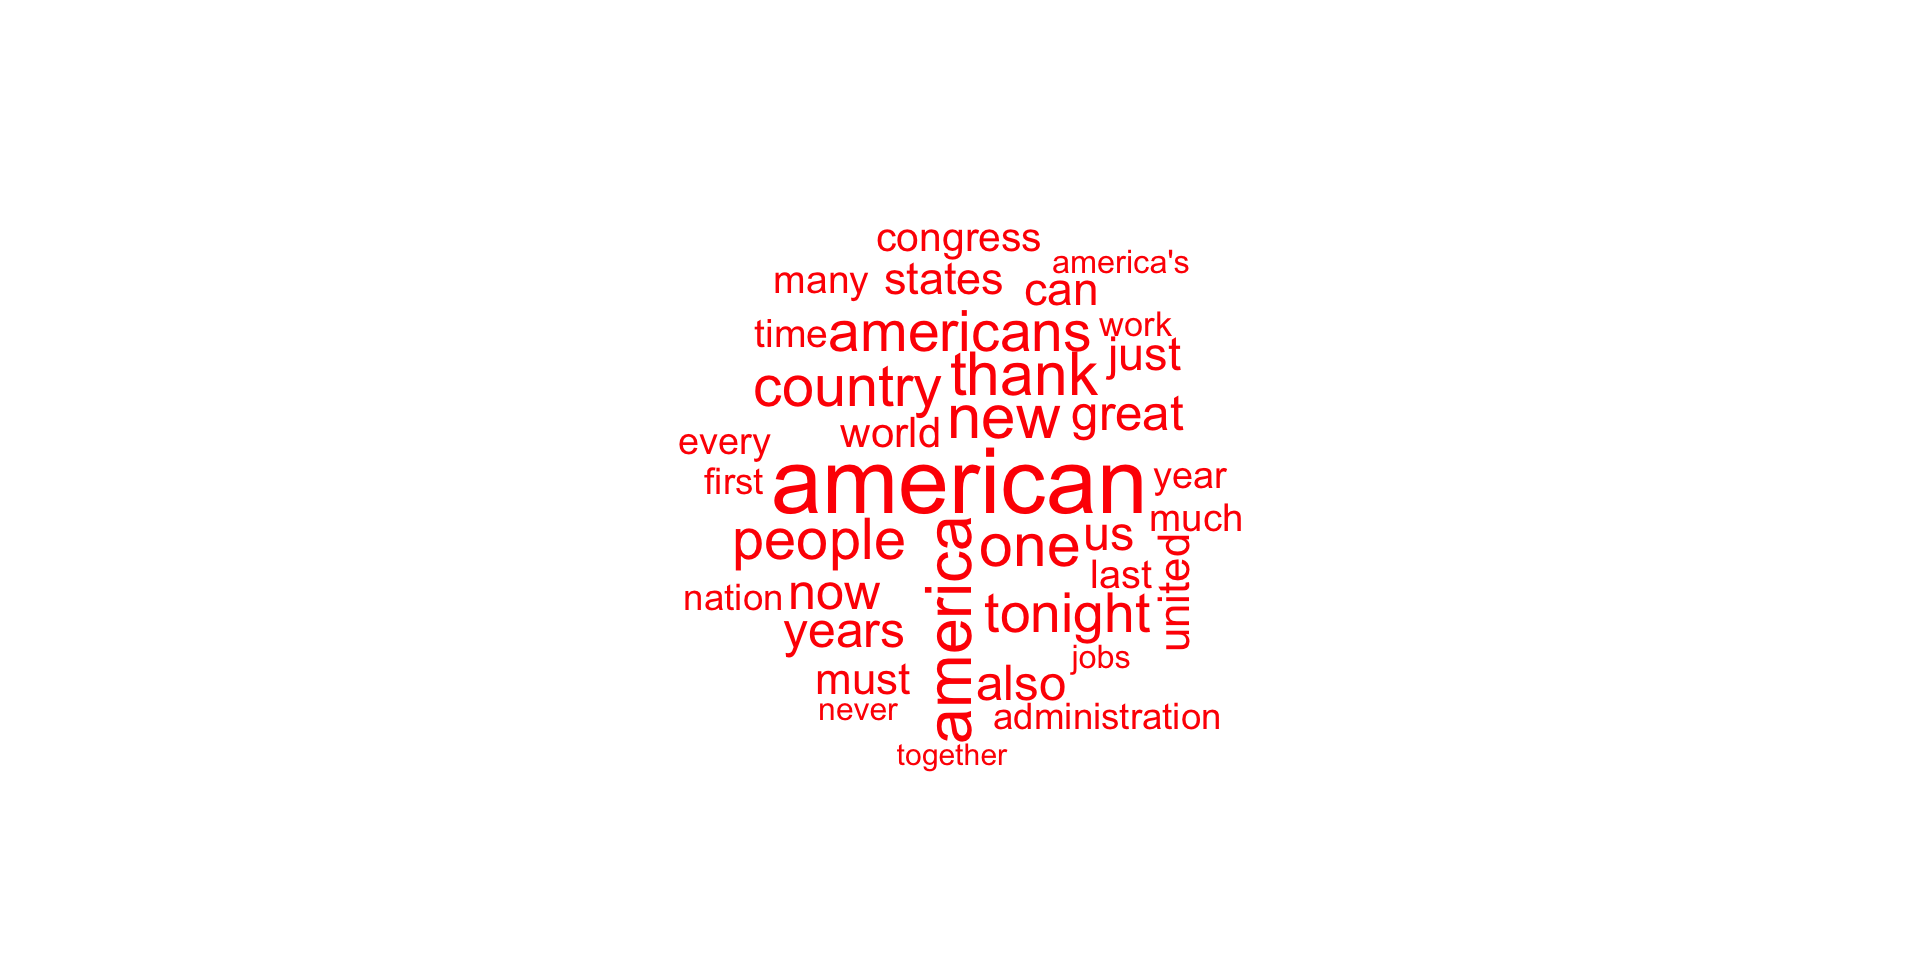 congress
america's
many states can
time americans work
just
country thank
new great
every world
first american year
people america one us much
last united
nation now tonight
years
jobs
must also
never administration
together